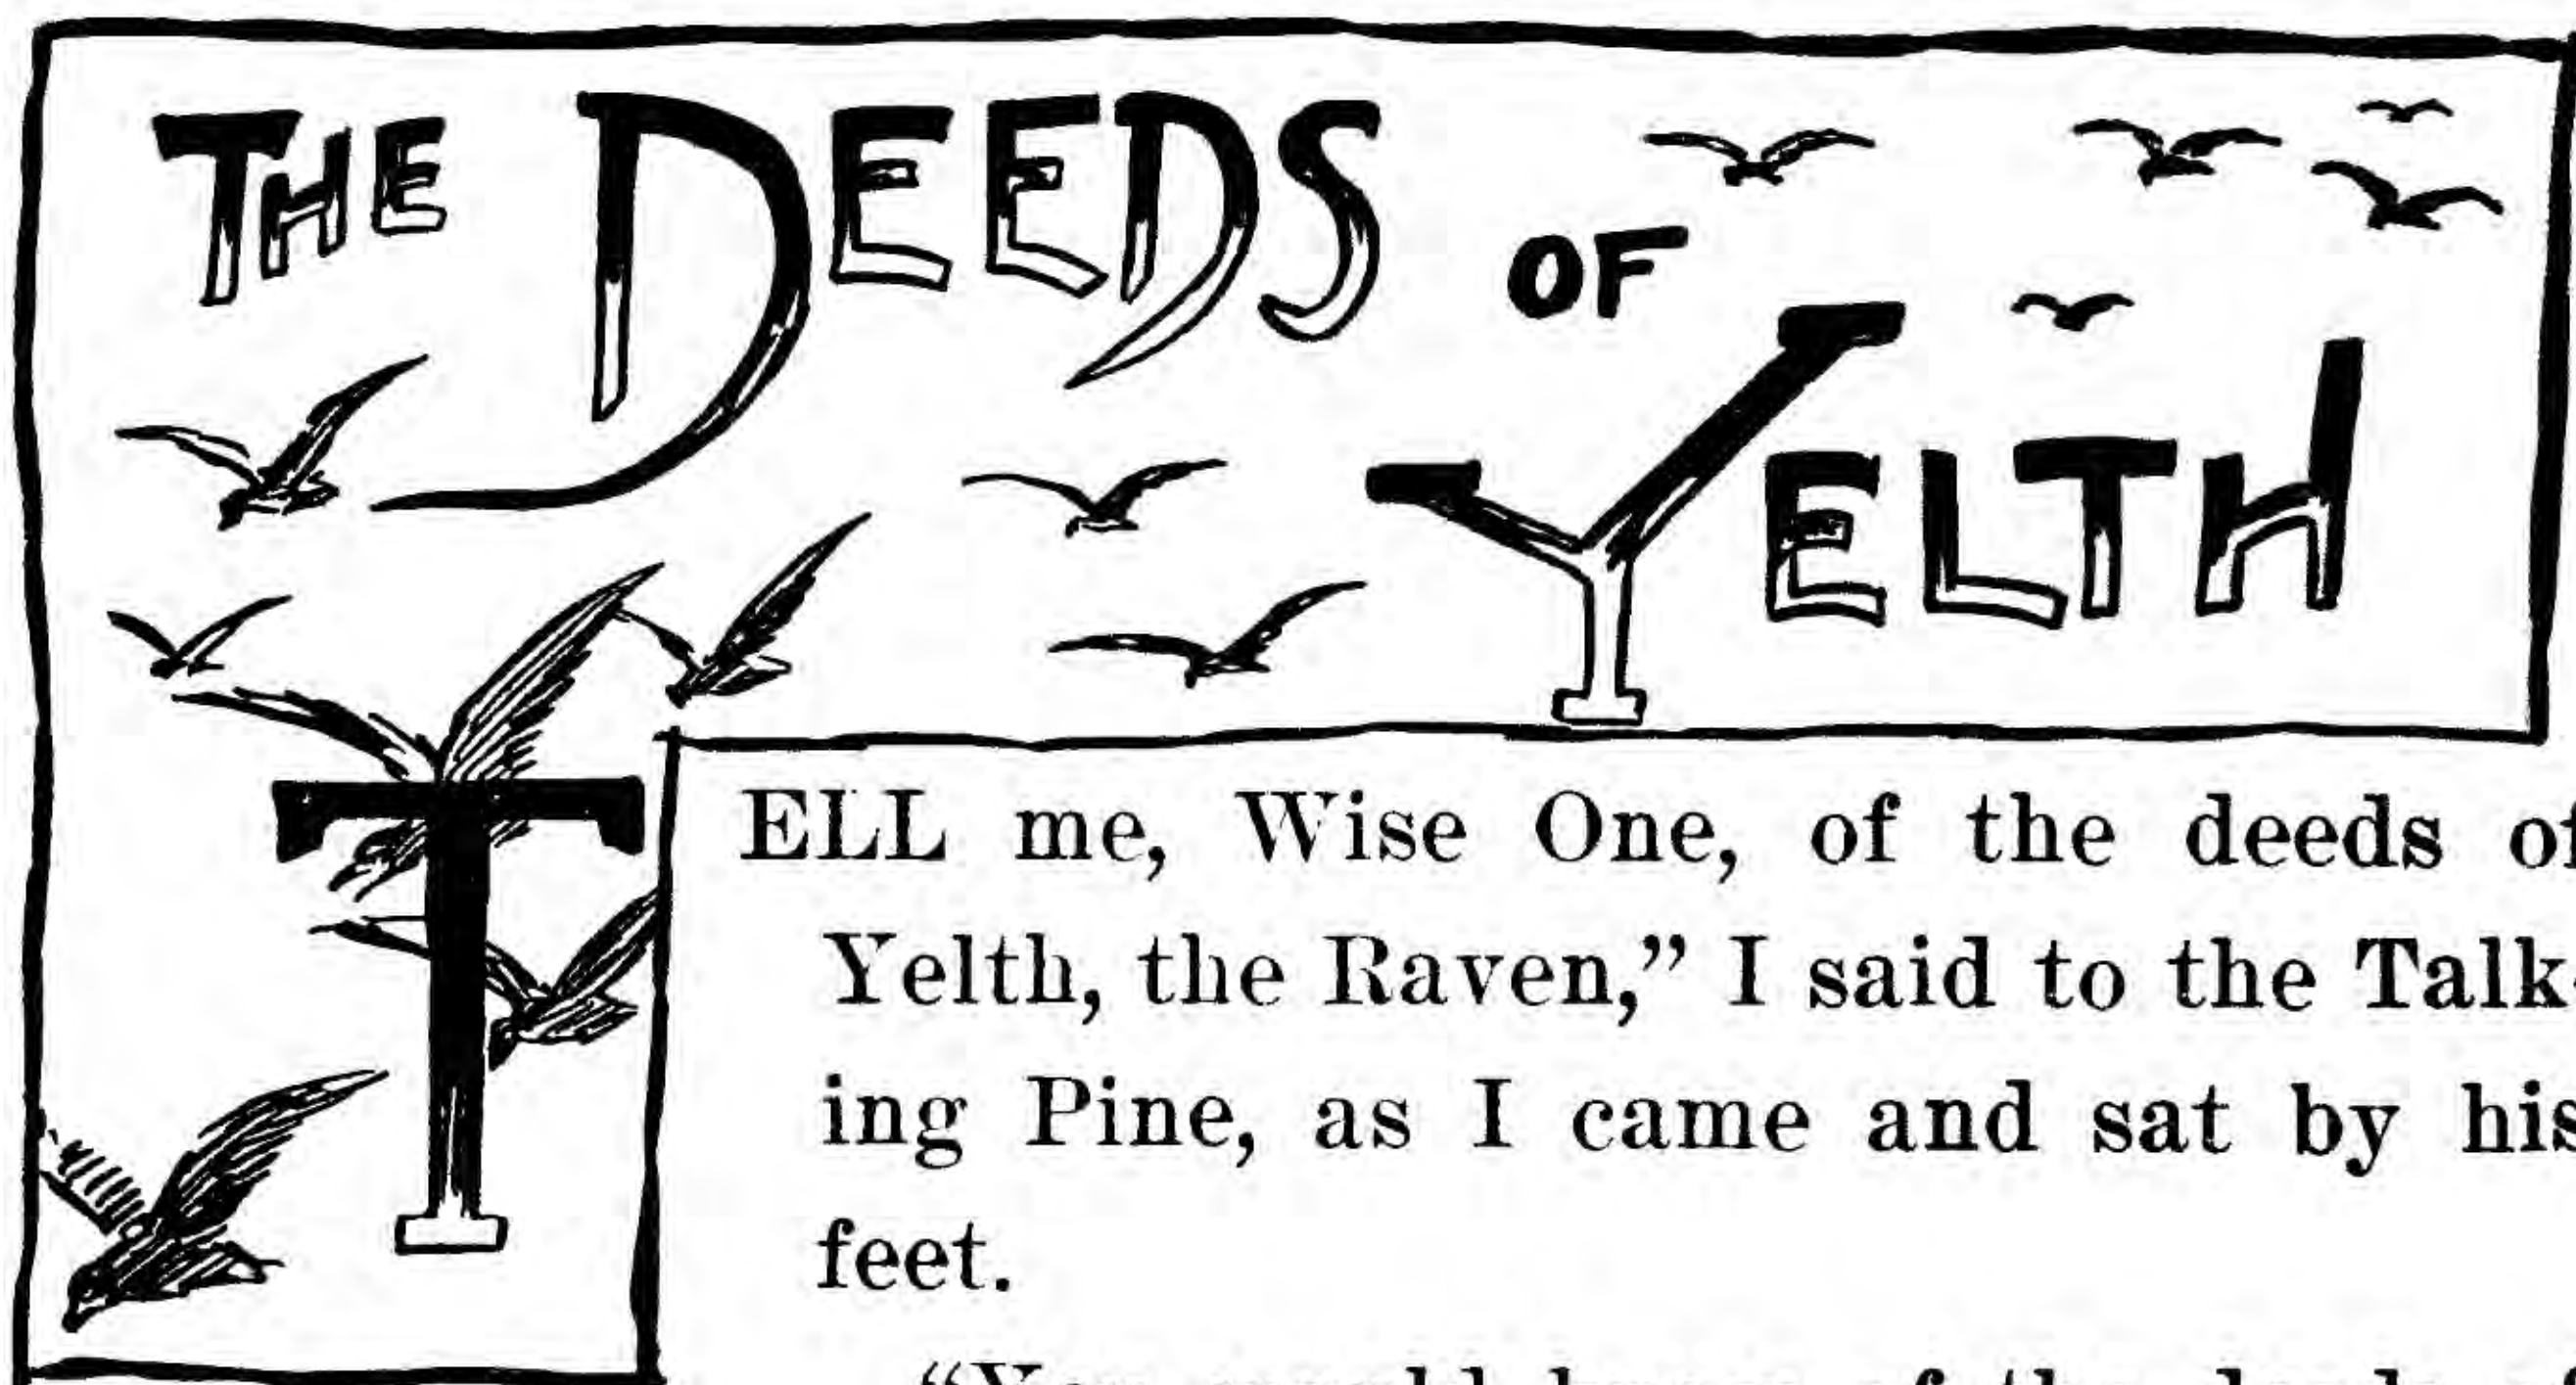 THE DEEDS OF
YELTH
TELL me, Wise One, of the deeds of
Yelth, the Raven,” I said to the Talk-
ing Pine, as I came and sat by his
feet.